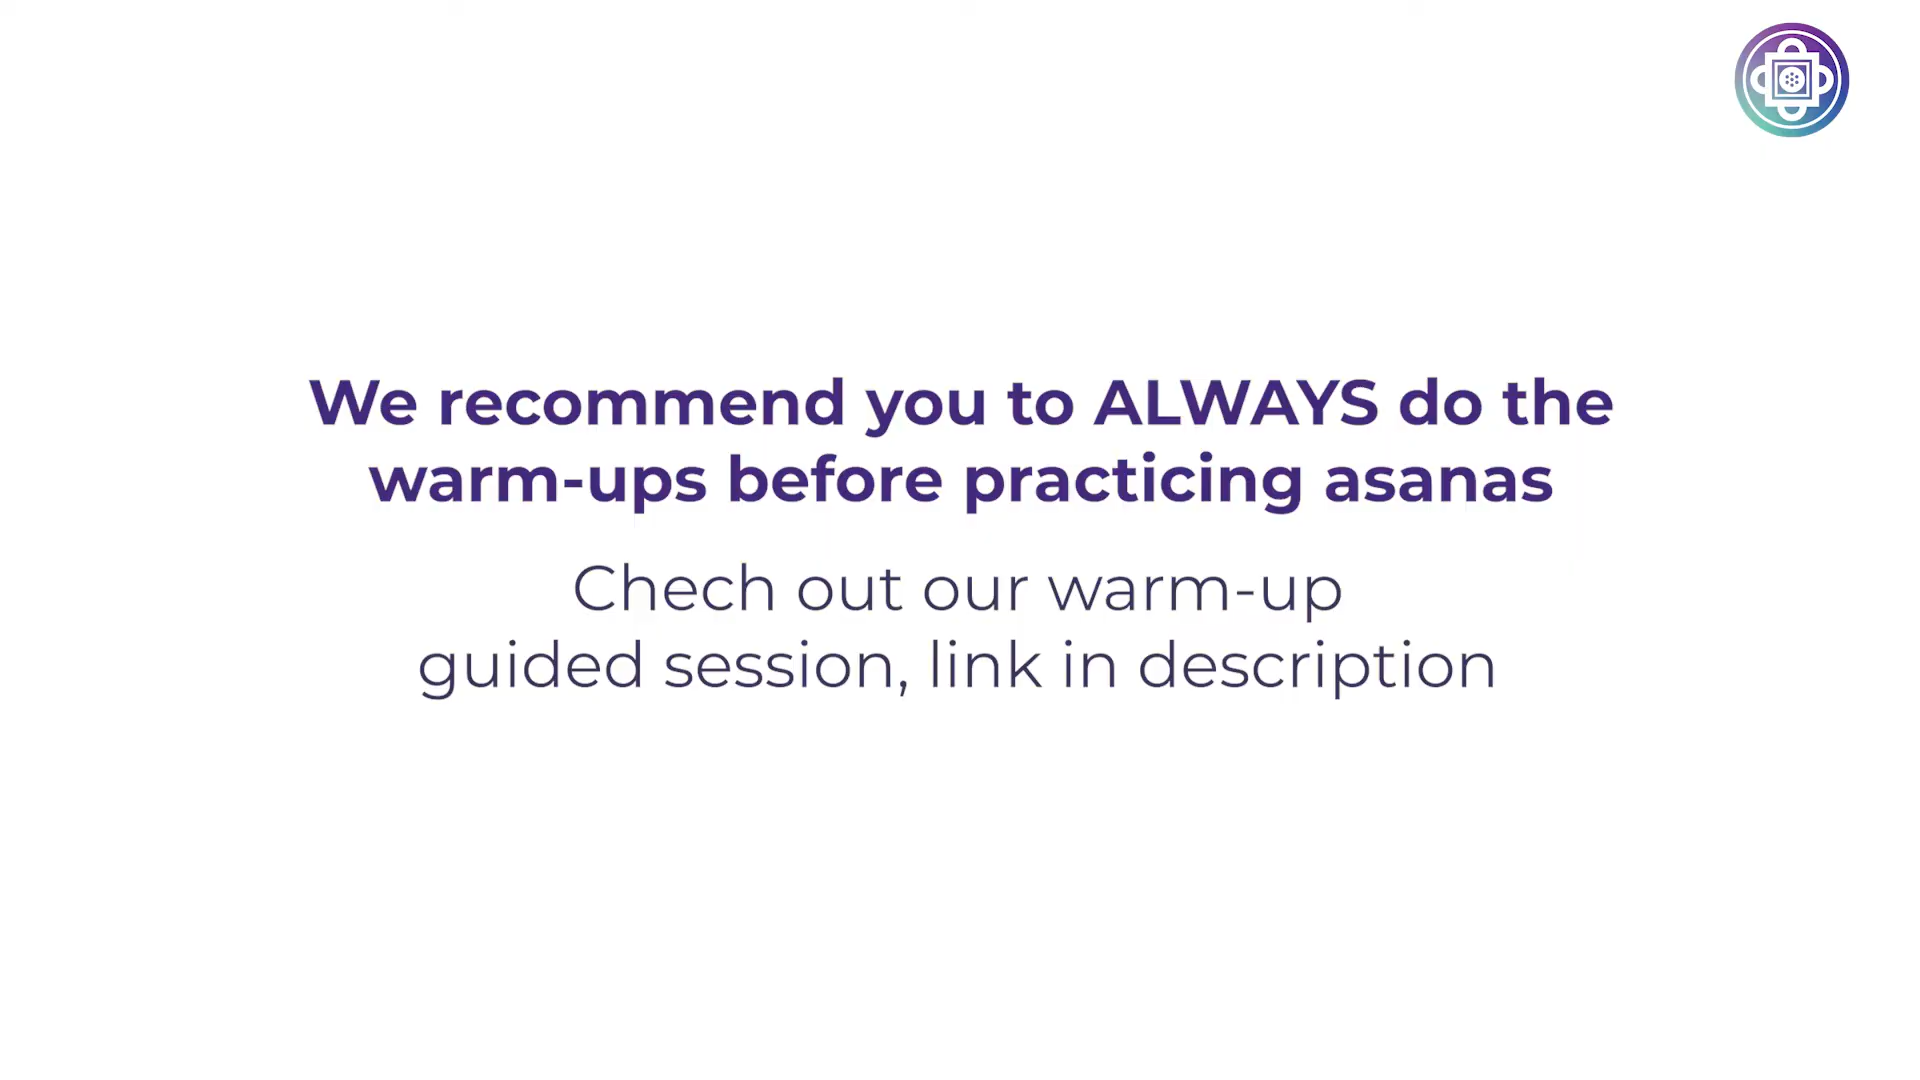 We recommend you to ALWAYS do the
warm-ups before practicing asanas
Chech out our warm-up
guided session, link in description